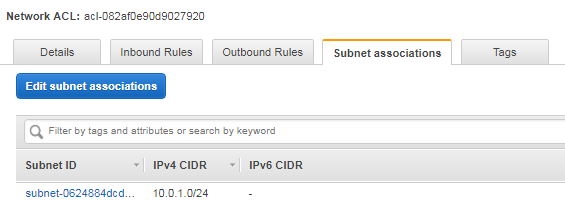 Network ACL: acl-082af0e90d9027920
Details Inbound Rules Outbound Rules Subnet associations Tags
Edit subnet associations
Filter by tags and attributes or search by keyword
Subnet ID IPv4 CIDR IPv6 CIDR
subnet-0624884dcd... 10.0.1.0/24 -